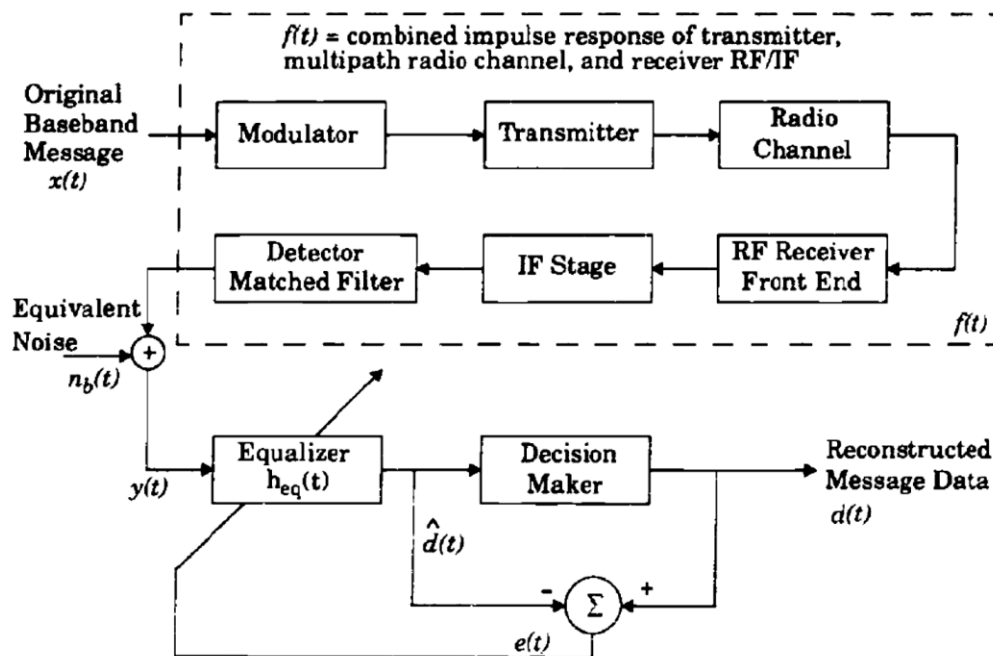 f(t) = combined impulse response of transmitter,
multipath radio channel, and receiver RF/IF
Original
Baseband
Message
x(t)
Modulator
Transmitter
Radio
Channel
Detector
Matched Filter
IF Stage
RF Receiver
Front End
f(t)
Equivalent
Noise
n_b(t)
+
y(t)
Equalizer
h_eq(t)
Decision
Maker
Reconstructed
Message Data
d(t)
d̂(t)
-
Σ
+
e(t)